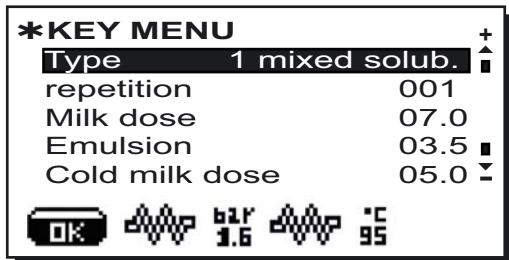 *KEY MENU
Type 1 mixed solub.
repetition 001
Milk dose 07.0
Emulsion 03.5
Cold milk dose 05.0
OK bar 1.6 °C 95